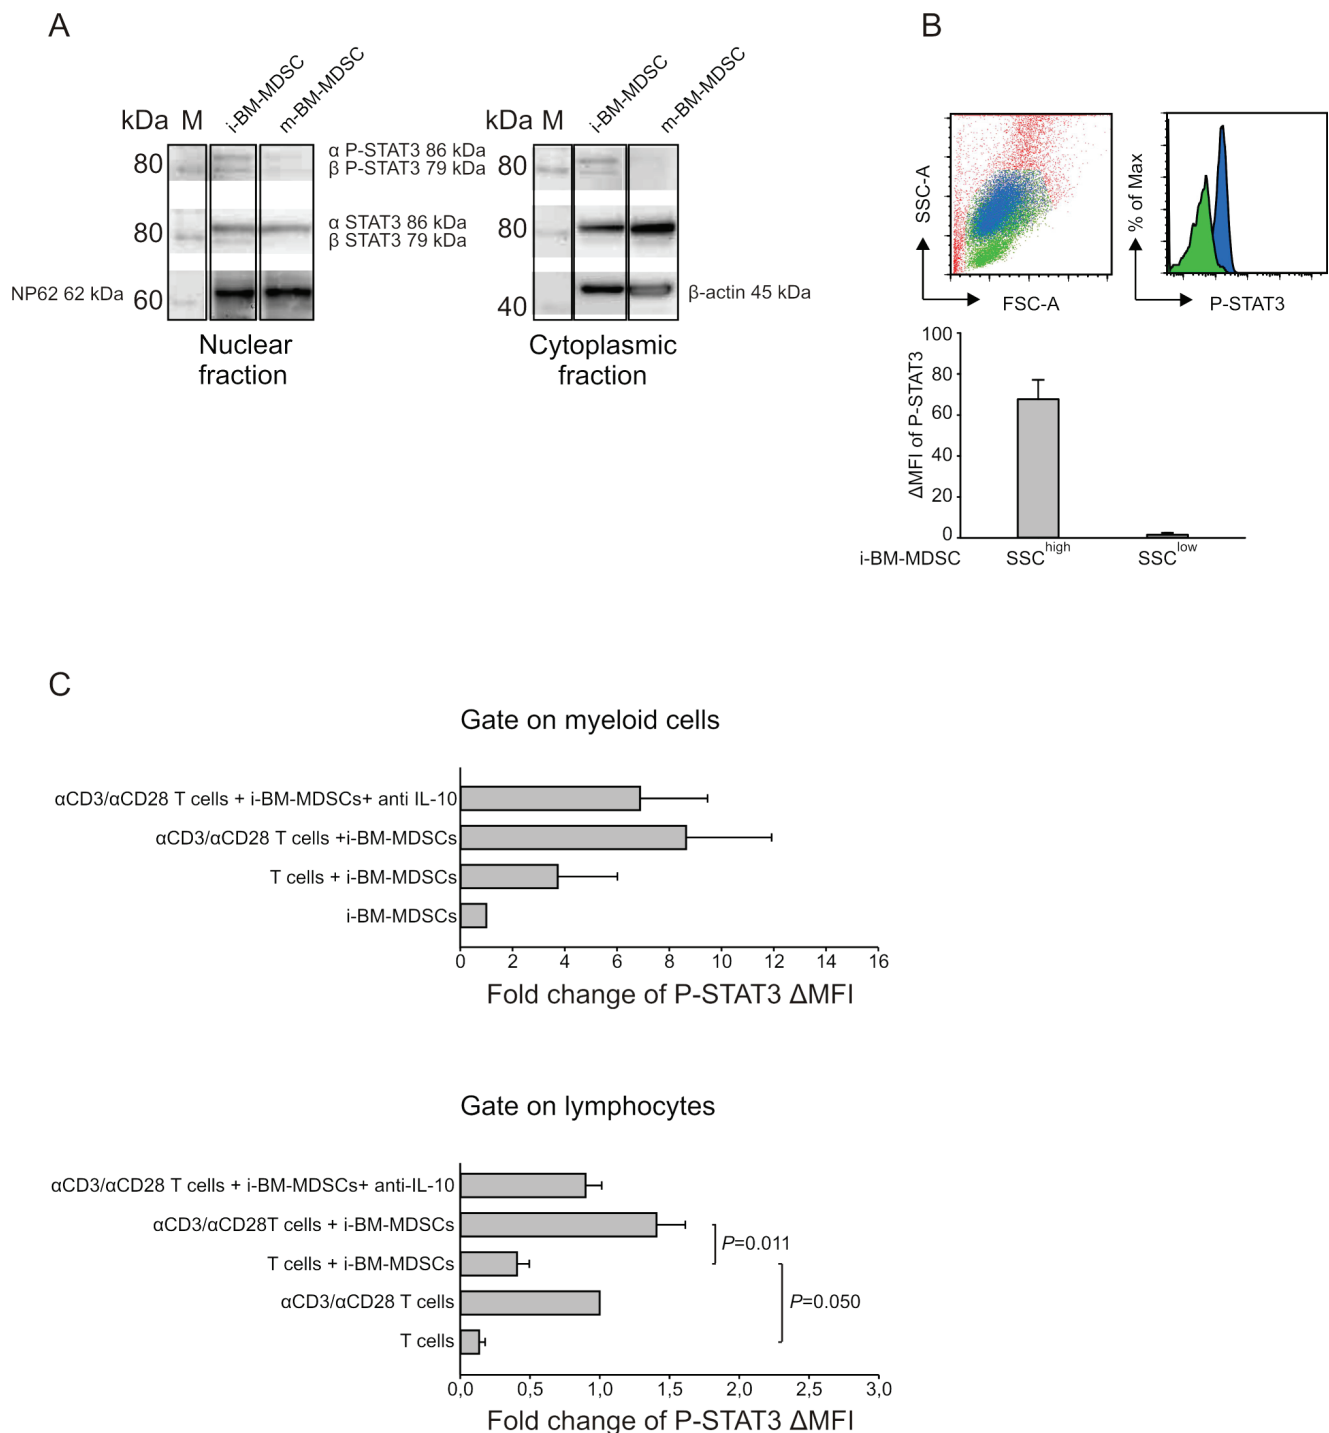 A
B
kDa M i-BM-MDSC m-BM-MDSC
80
α P-STAT3 86 kDa
β P-STAT3 79 kDa
80
α STAT3 86 kDa
β STAT3 79 kDa
NP62 62 kDa
60
Nuclear
fraction
kDa M i-BM-MDSC m-BM-MDSC
80
80
40
β-actin 45 kDa
Cytoplasmic
fraction
SSC-A
FSC-A
% of Max
P-STAT3
ΔMFI of P-STAT3
100
80
60
40
20
0
i-BM-MDSC SSC^high SSC^low
C
Gate on myeloid cells
αCD3/αCD28 T cells + i-BM-MDSCs+ anti IL-10
αCD3/αCD28 T cells +i-BM-MDSCs
T cells + i-BM-MDSCs
i-BM-MDSCs
0 2 4 6 8 10 12 14 16
Fold change of P-STAT3 ΔMFI
Gate on lymphocytes
αCD3/αCD28 T cells + i-BM-MDSCs+ anti-IL-10
αCD3/αCD28T cells + i-BM-MDSCs
T cells + i-BM-MDSCs
αCD3/αCD28 T cells
T cells
P=0.011
P=0.050
0,0 0,5 1,0 1,5 2,0 2,5 3,0
Fold change of P-STAT3 ΔMFI